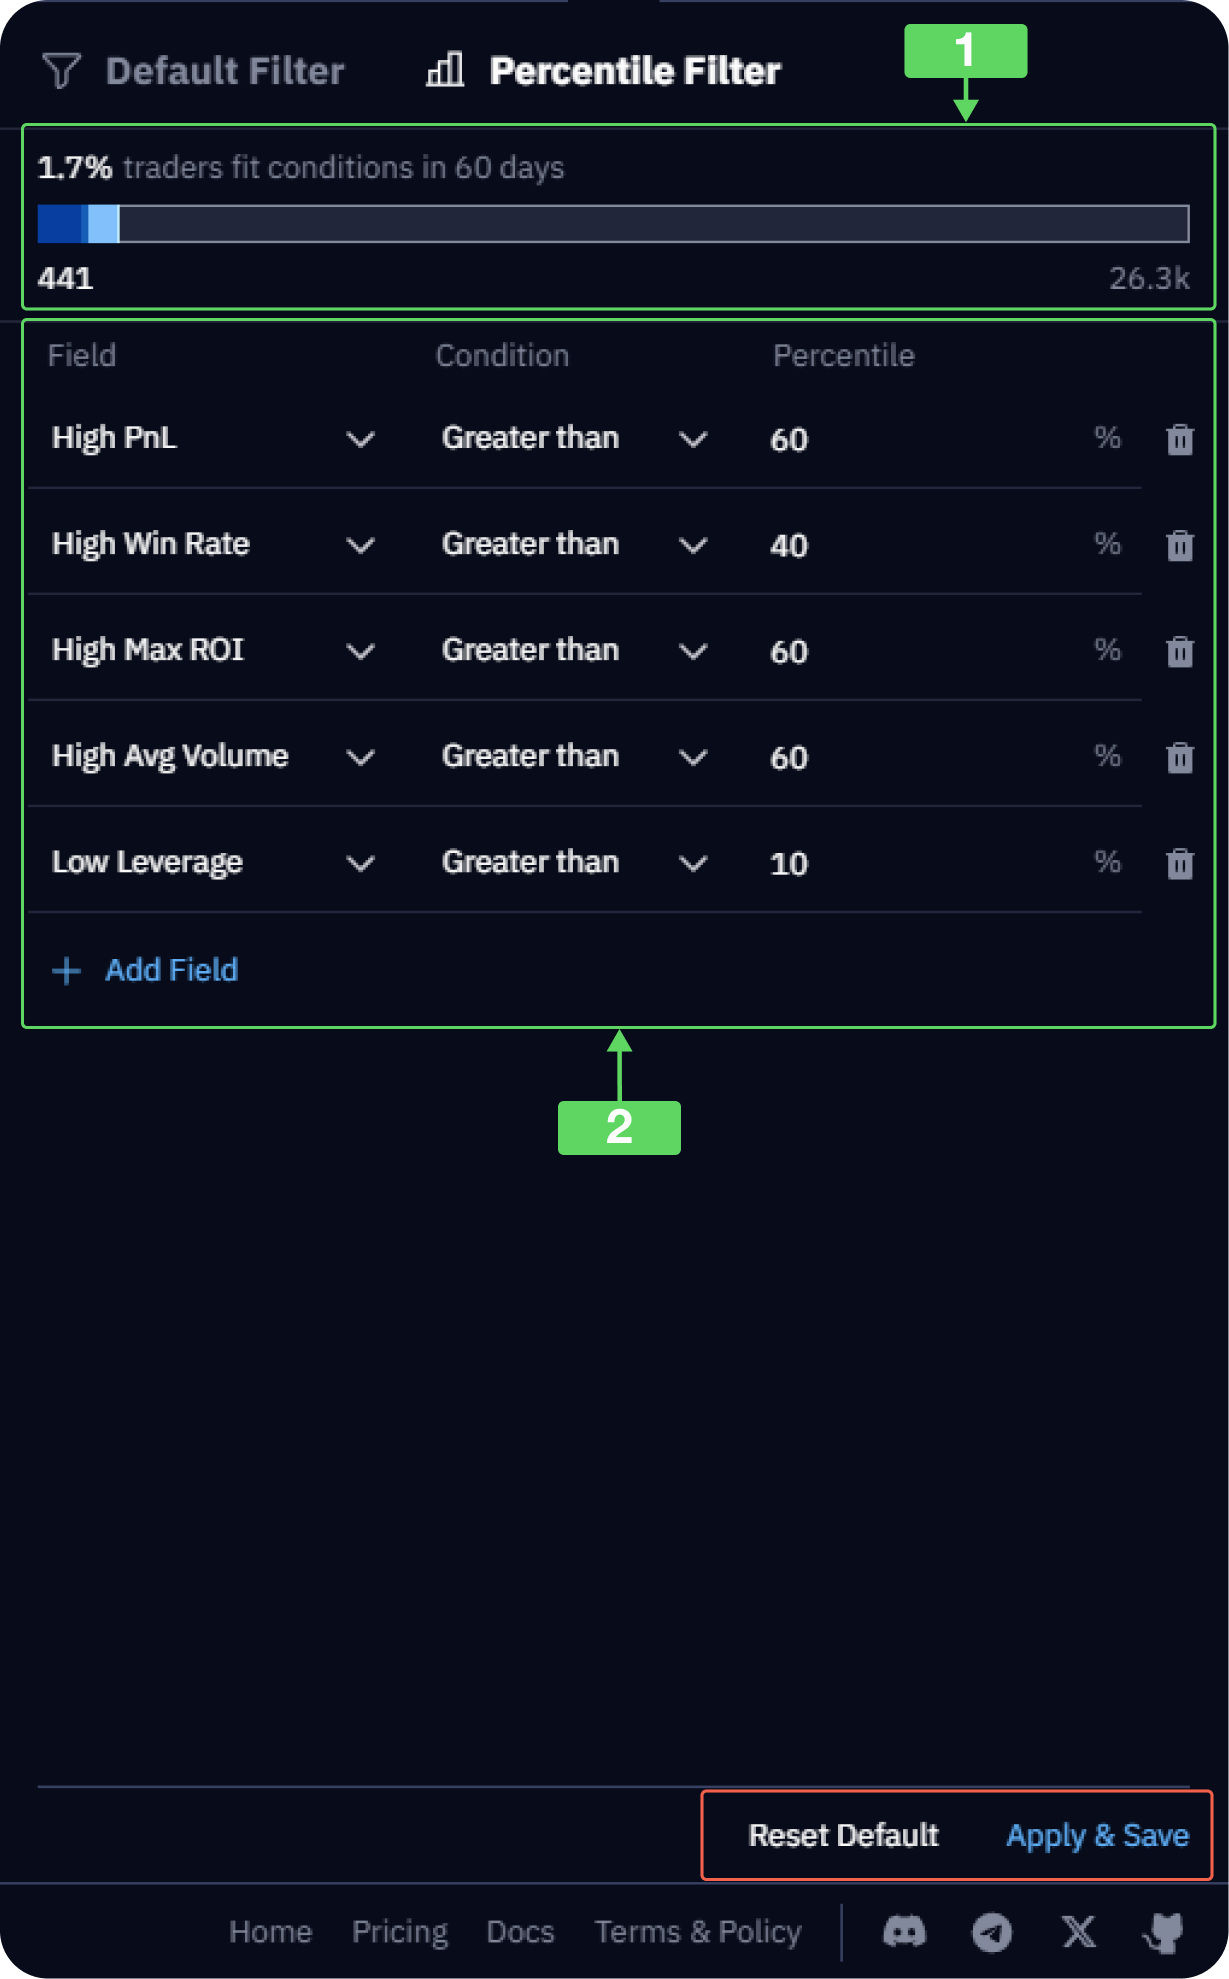 1
Default Filter Percentile Filter
1.7% traders fit conditions in 60 days
441 26.3k
Field Condition Percentile
High PnL Greater than 60 %
High Win Rate Greater than 40 %
High Max ROI Greater than 60 %
High Avg Volume Greater than 60 %
Low Leverage Greater than 10 %
+ Add Field
2
Reset Default Apply & Save
Home Pricing Docs Terms & Policy